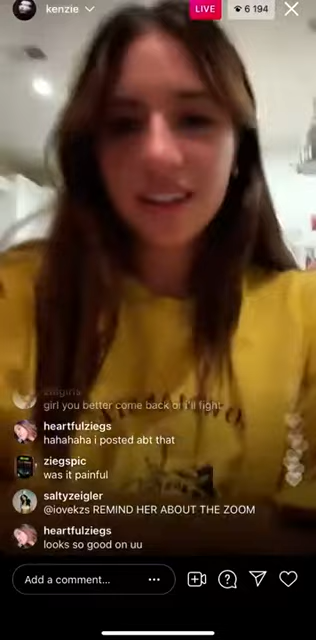 kenzie
LIVE
6 194
girl you better come back or i'll fight
heartfulziegs
hahahaha i posted abt that
ziegspic
was it painful
saltyzeigler
@iovekzs REMIND HER ABOUT THE ZOOM
heartfulziegs
looks so good on uu
Add a comment...